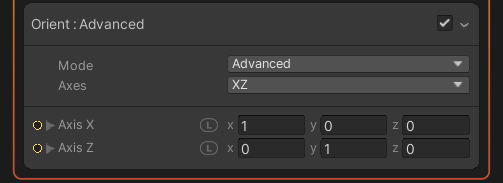 Orient : Advanced
Mode Advanced
Axes XZ
Axis X L x 1 y 0 z 0
Axis Z L x 0 y 1 z 0